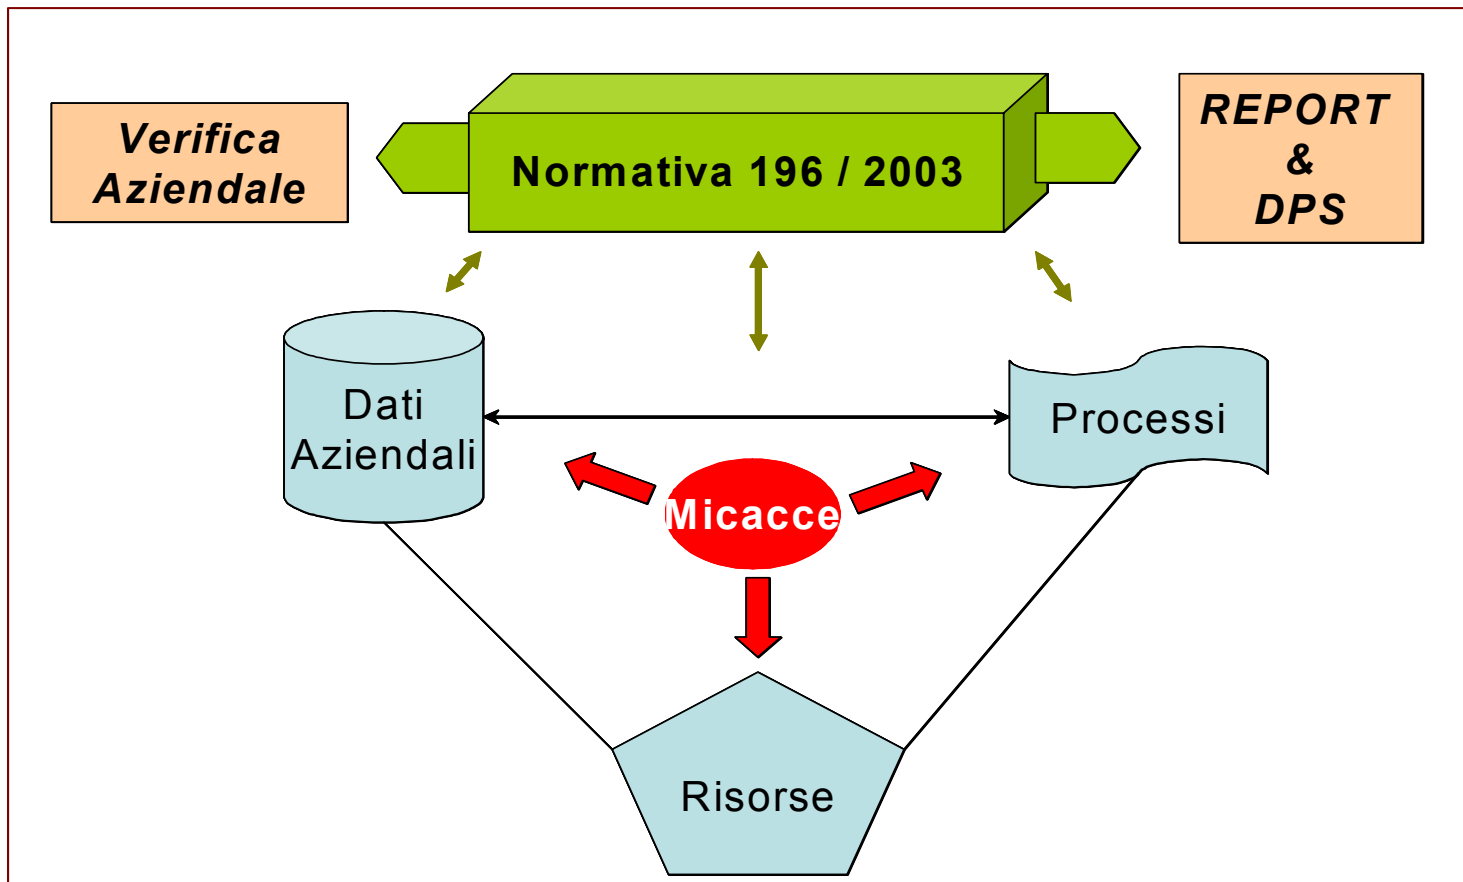 Verifica
Aziendale
Normativa 196 / 2003
REPORT
&
DPS
Dati
Aziendali
Processi
Micacce
Risorse